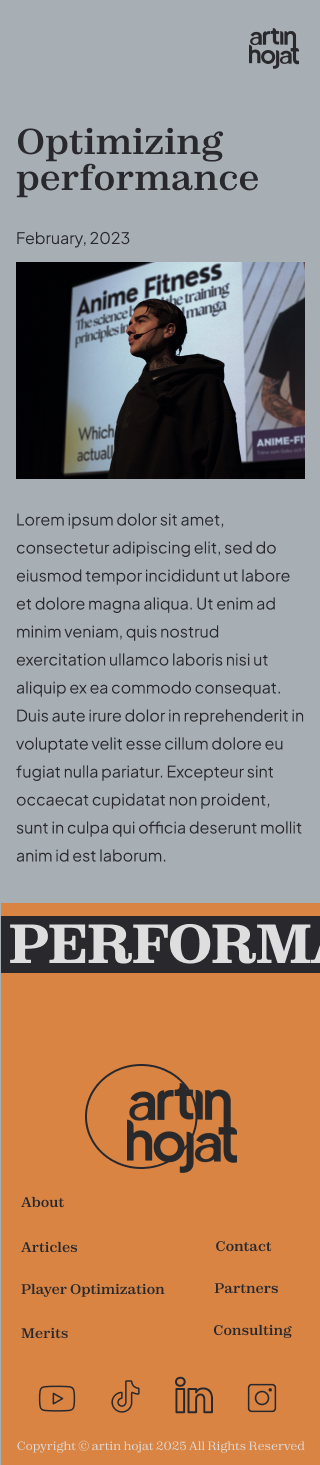 artin
hojat
Optimizing
performance
February, 2023
Anime Fitness
The science b the training
principles in manga
Which
actuall
ANIME-FIT
Lorem ipsum dolor sit amet,
consectetur adipiscing elit, sed do
eiusmod tempor incididunt ut labore
et dolore magna aliqua. Ut enim ad
minim veniam, quis nostrud
exercitation ullamco laboris nisi ut
aliquip ex ea commodo consequat.
Duis aute irure dolor in reprehenderit in
voluptate velit esse cillum dolore eu
fugiat nulla pariatur. Excepteur sint
occaecat cupidatat non proident,
sunt in culpa qui officia deserunt mollit
anim id est laborum.
PERFORMA
artin
hojat
About
Articles
Contact
Player Optimization
Partners
Merits
Consulting
in
Copyright © artin hojat 2025 All Rights Reserved